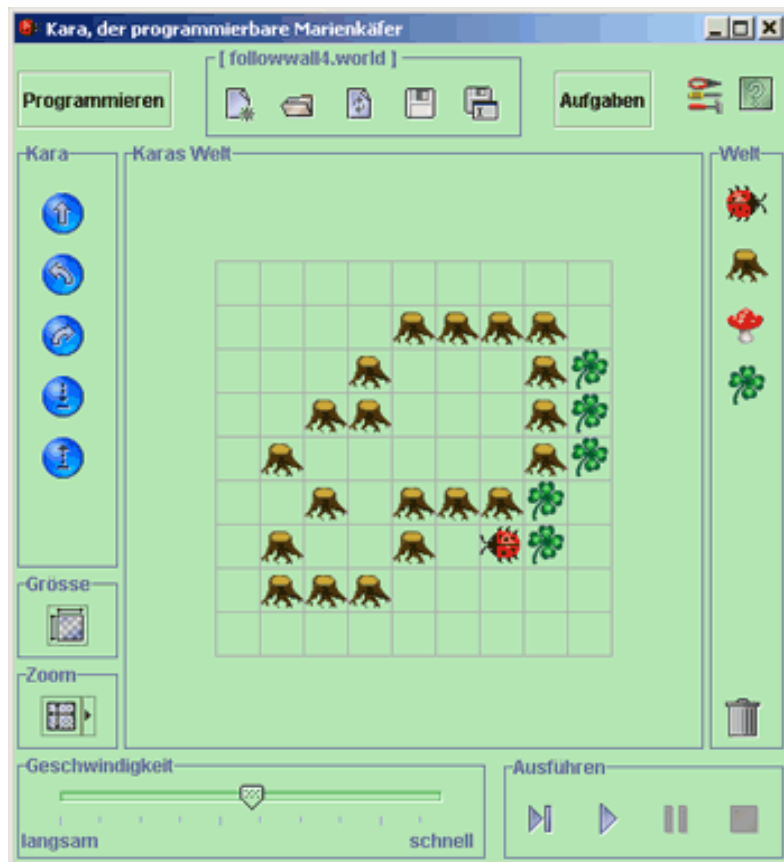 Kara, der programmierbare Marienkäfer
[ followwall4.world ]
Programmieren
Aufgaben
Kara
Karas Welt
Welt
Grösse
Zoom
Geschwindigkeit
langsam
schnell
Ausführen